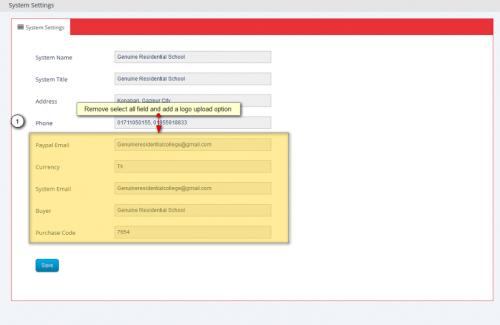 System Settings
System Settings
System Name Genuine Residential School
System Title Genuine Residential School
Address Konabari, Gazipur City
Remove select all field and add a logo upload option
1
Phone 01711050155,
Paypal Email Genuineresidentialcollege@gmail.com
Currency Tk
System Email Genuineresidentialcollege@gmail.com
Buyer Genuine Residential School
Purchase Code 7654
Save